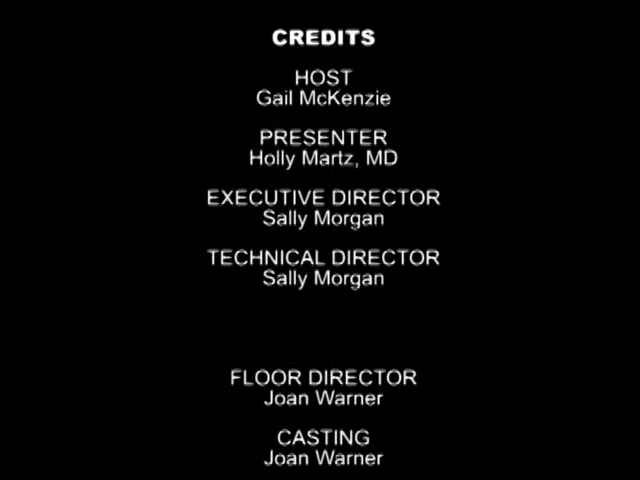 CREDITS
HOST
Gail McKenzie
PRESENTER
Holly Martz, MD
EXECUTIVE DIRECTOR
Sally Morgan
TECHNICAL DIRECTOR
Sally Morgan
FLOOR DIRECTOR
Joan Warner
CASTING
Joan Warner